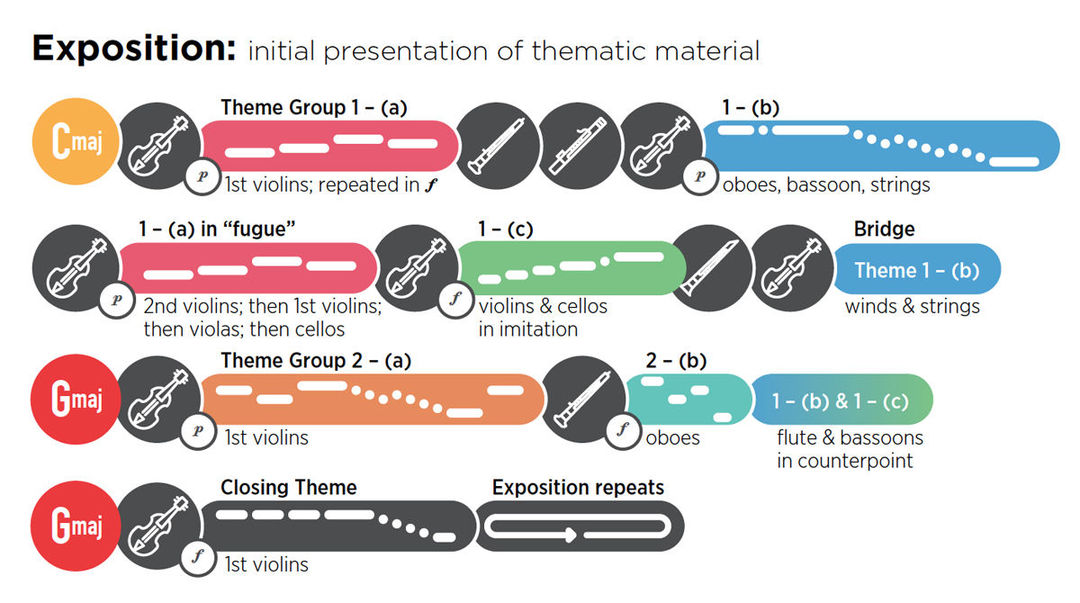 Exposition: initial presentation of thematic material
Theme Group 1 – (a)
1 – (b)
Cmaj
p
1st violins; repeated in f
p
oboes, bassoon, strings
1 – (a) in “fugue”
1 – (c)
Bridge
Theme 1 – (b)
p
2nd violins; then 1st violins;
then violas; then cellos
f
violins & cellos
in imitation
winds & strings
Theme Group 2 – (a)
2 – (b)
Gmaj
1 – (b) & 1 – (c)
p
1st violins
f
oboes
flute & bassoons
in counterpoint
Closing Theme
Exposition repeats
Gmaj
f
1st violins